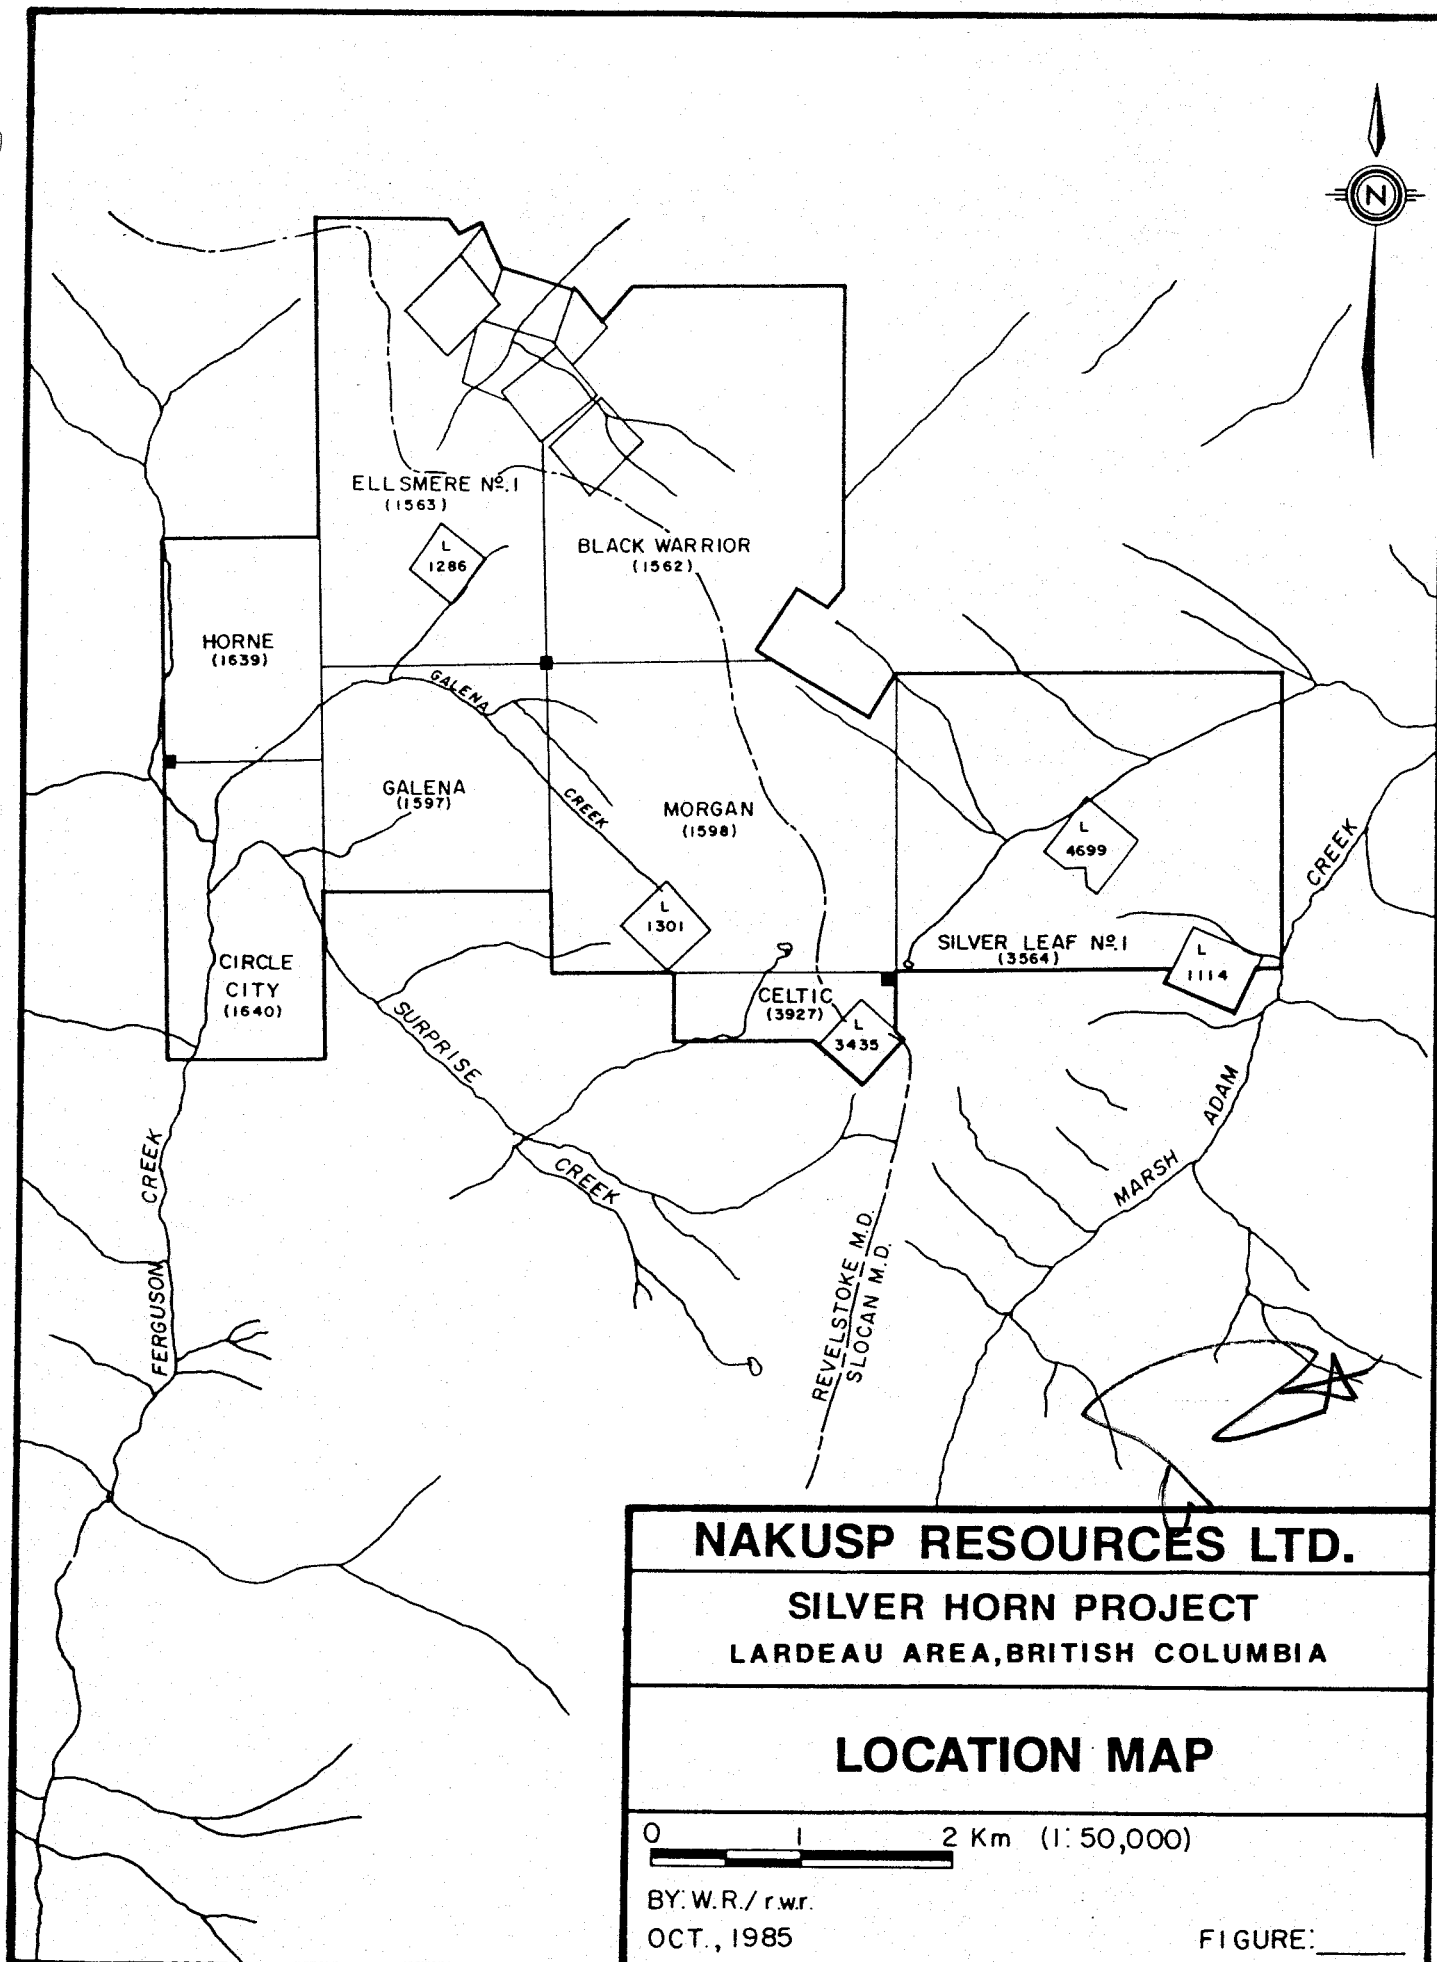 N
ELLSMERE Nº.1
(1563)
L
1286
BLACK WARRIOR
(1562)
HORNE
(1639)
GALENA
CREEK
GALENA
(1597)
MORGAN
(1598)
L
4699
CREEK
L
1301
SILVER LEAF Nº.1
(3564)
L
1114
CIRCLE
CITY
(1640)
CELTIC
(3927)
L
3435
SURPRISE
CREEK
ADAM
MARSH
CREEK
FERGUSON
REVELSTOKE M.D.
SLOCAN M.D.
NAKUSP RESOURCES LTD.
SILVER HORN PROJECT
LARDEAU AREA, BRITISH COLUMBIA
LOCATION MAP
0 1 2 Km (1:50,000)
BY: W.R./r.w.r.
OCT., 1985
FIGURE: